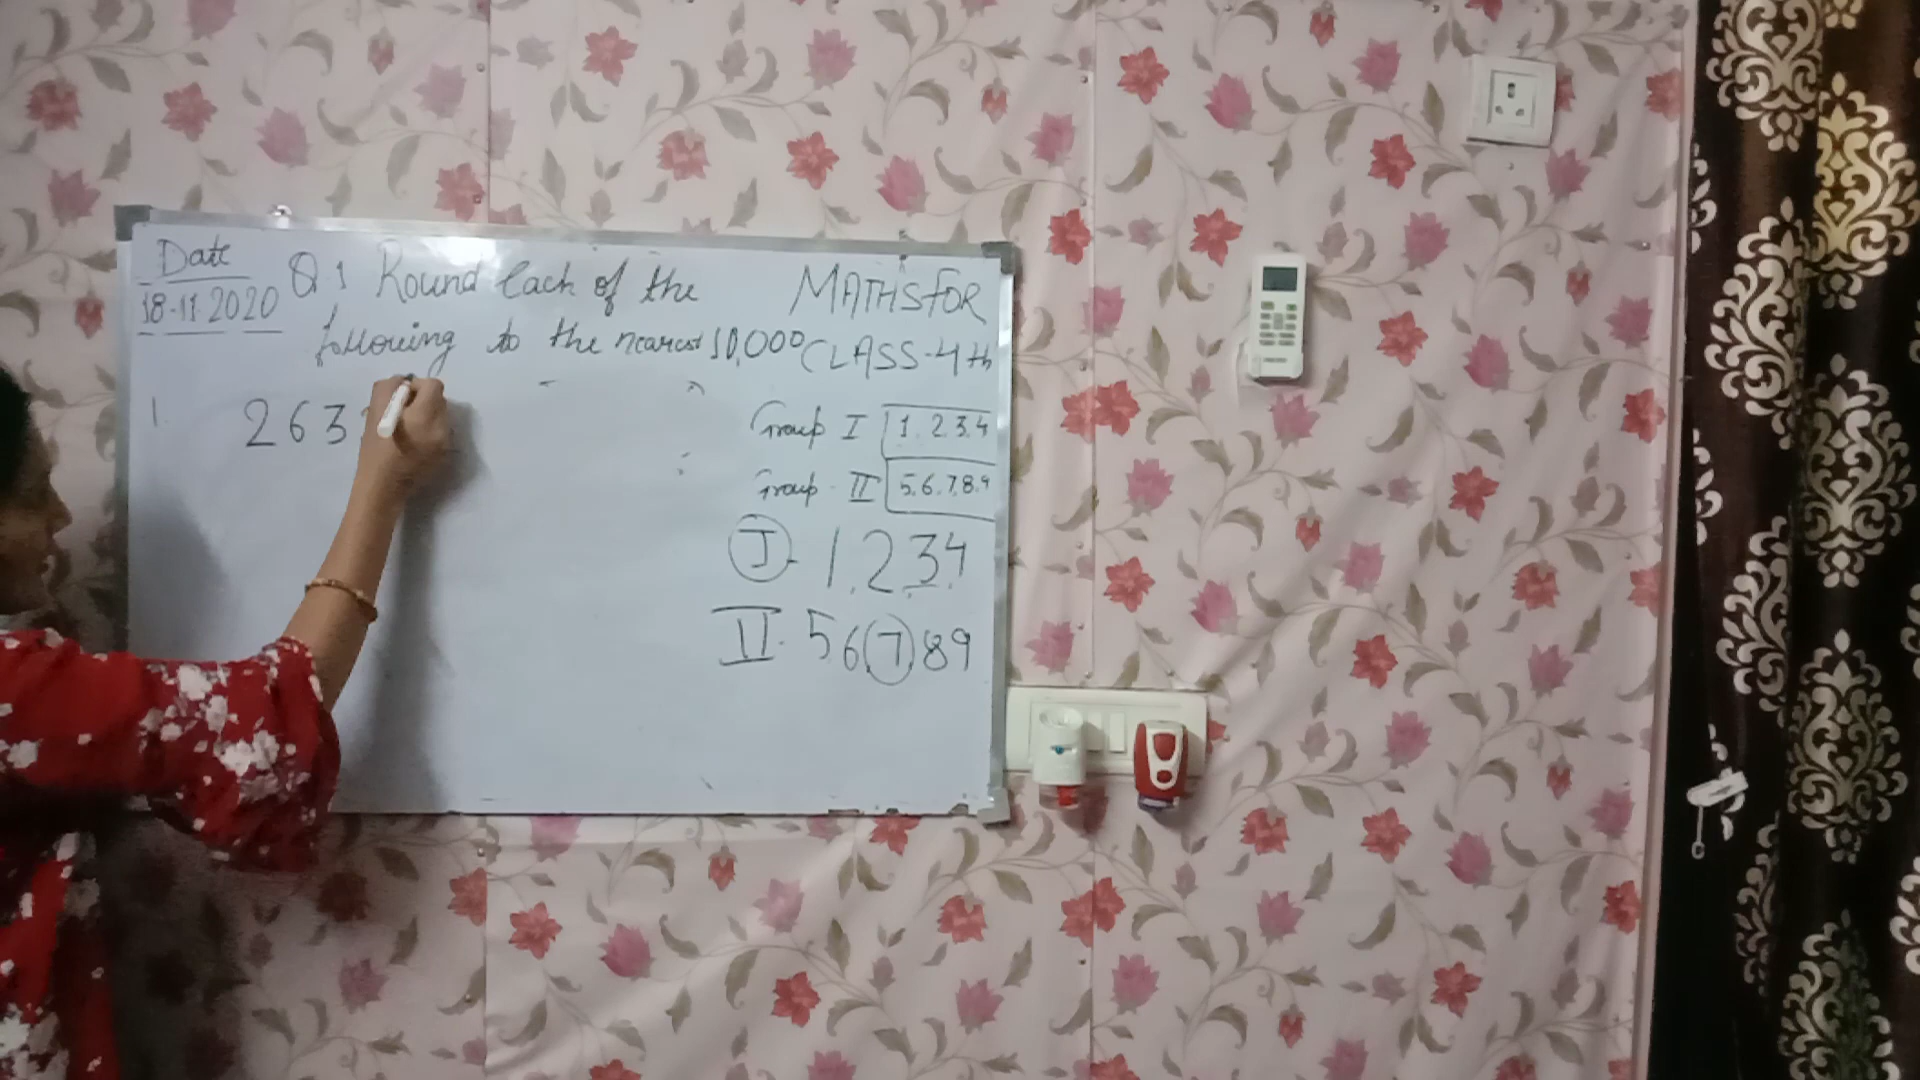 Date
18-11-2020
Q 1 Round each of the
following to the nearest 10,000
MATHS FOR
CLASS-4th
1 263
Group I 1, 2, 3, 4
Group - II 5, 6, 7, 8, 9
I - 1, 2, 3, 4
II - 5 6 7 8 9